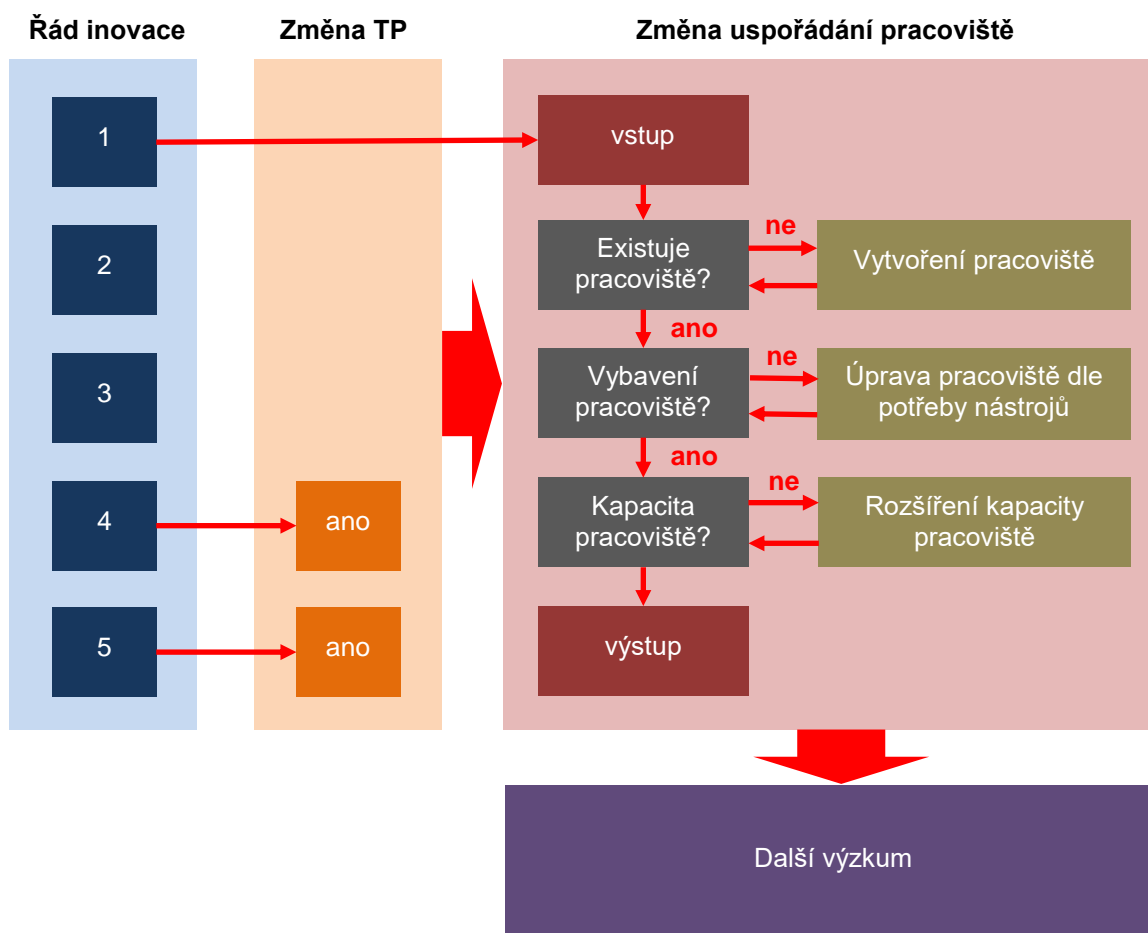 Řád inovace
Změna TP
Změna uspořádání pracoviště
1
vstup
ne
2
Existuje
pracoviště?
Vytvoření pracoviště
ano
ne
3
Vybavení
pracoviště?
Úprava pracoviště dle
potřeby nástrojů
ano
ne
4
ano
Kapacita
pracoviště?
Rozšíření kapacity
pracoviště
5
ano
výstup
Další výzkum